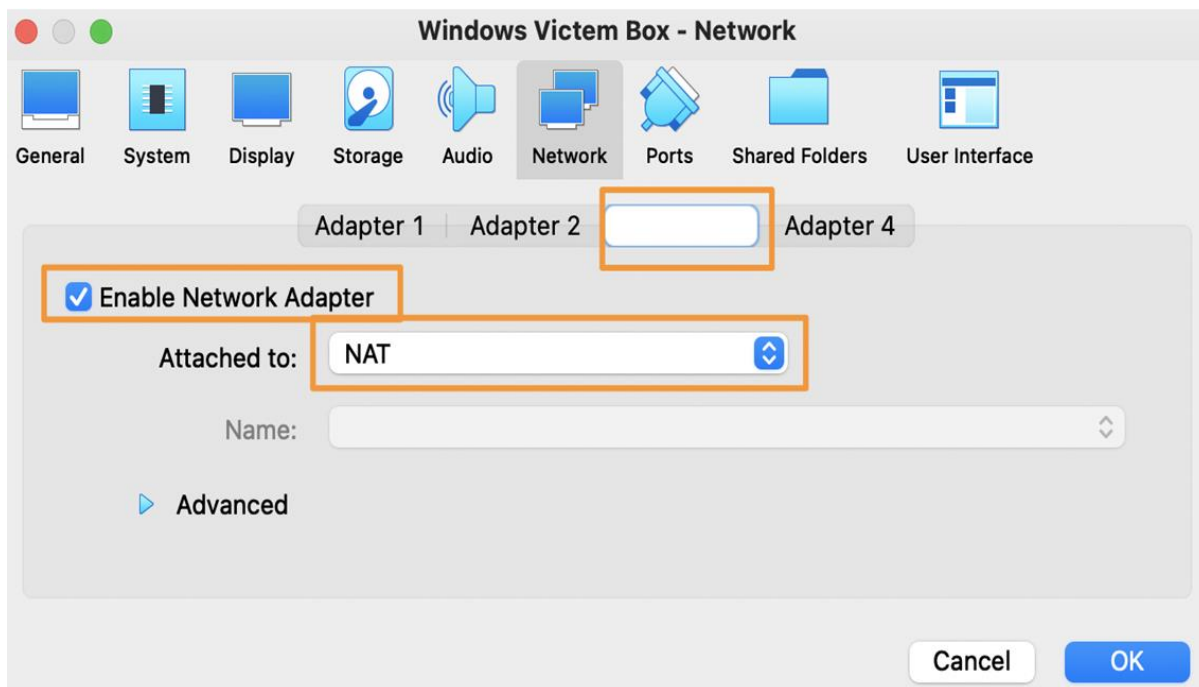 Windows Victem Box - Network
General System Display Storage Audio Network Ports Shared Folders User Interface
Adapter 1 Adapter 2 Adapter 4
Enable Network Adapter
Attached to: NAT
Name:
Advanced
Cancel OK